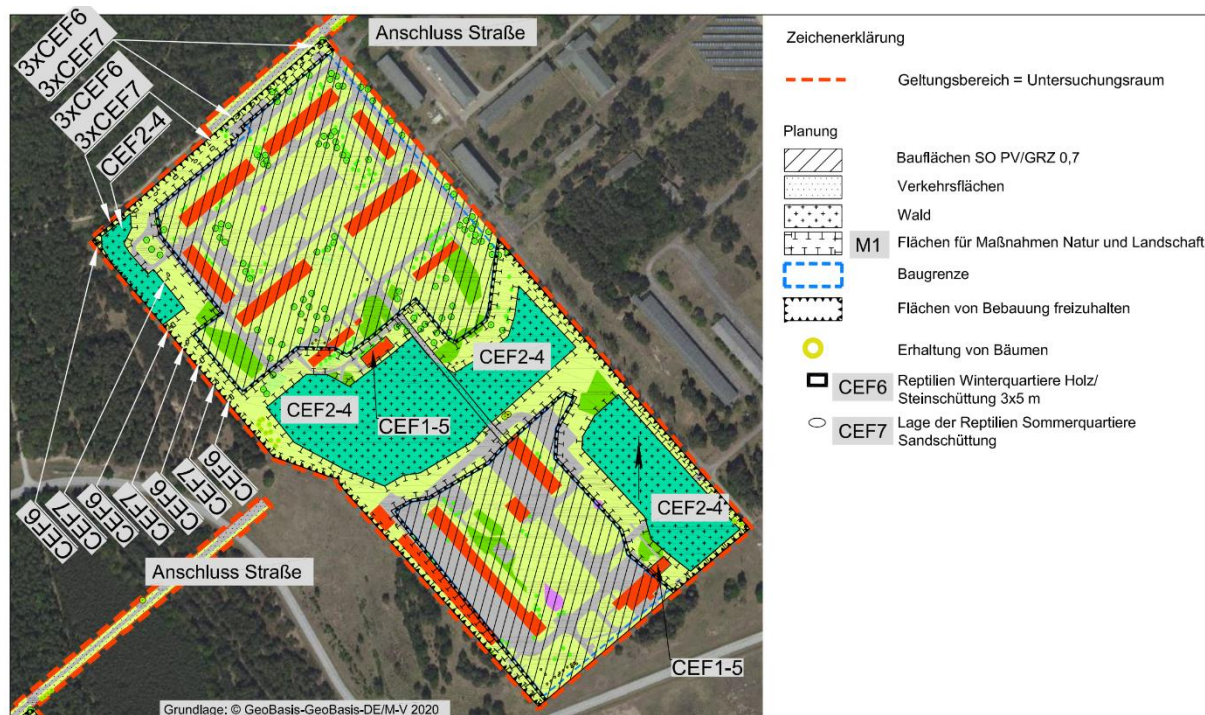 Anschluss Straße
3xCEF6
3xCEF7
3xCEF6
3xCEF7
CEF2-4
CEF2-4
CEF2-4
CEF1-5
CEF2-4
CEF6
CEF7
CEF6
CEF7
CEF6
CEF7
CEF6
Anschluss Straße
CEF1-5
Grundlage: © GeoBasis-GeoBasis-DE/M-V 2020
Zeichenerklärung
Geltungsbereich = Untersuchungsraum
Planung
Bauflächen SO PV/GRZ 0,7
Verkehrsflächen
Wald
M1 Flächen für Maßnahmen Natur und Landschaft
Baugrenze
Flächen von Bebauung freizuhalten
Erhaltung von Bäumen
CEF6 Reptilien Winterquartiere Holz/
Steinschüttung 3x5 m
CEF7 Lage der Reptilien Sommerquartiere
Sandschüttung